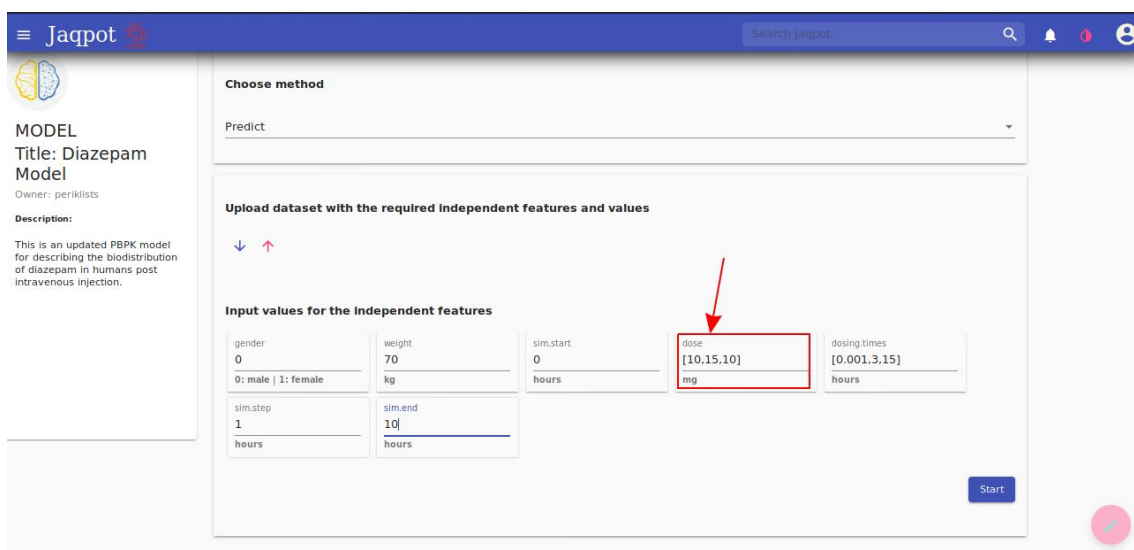 Jaqpot
Search Jaqpot
Choose method
Predict
MODEL
Title: Diazepam
Model
Owner: periklists
Description:
This is an updated PBPK model
for describing the biodistribution
of diazepam in humans post
intravenous injection.
Upload dataset with the required independent features and values
Input values for the independent features
gender
0
0: male | 1: female
weight
70
kg
sim.start
0
hours
dose
[10,15,10]
mg
dosing.times
[0.001,3,15]
hours
sim.step
1
hours
sim.end
10
hours
Start